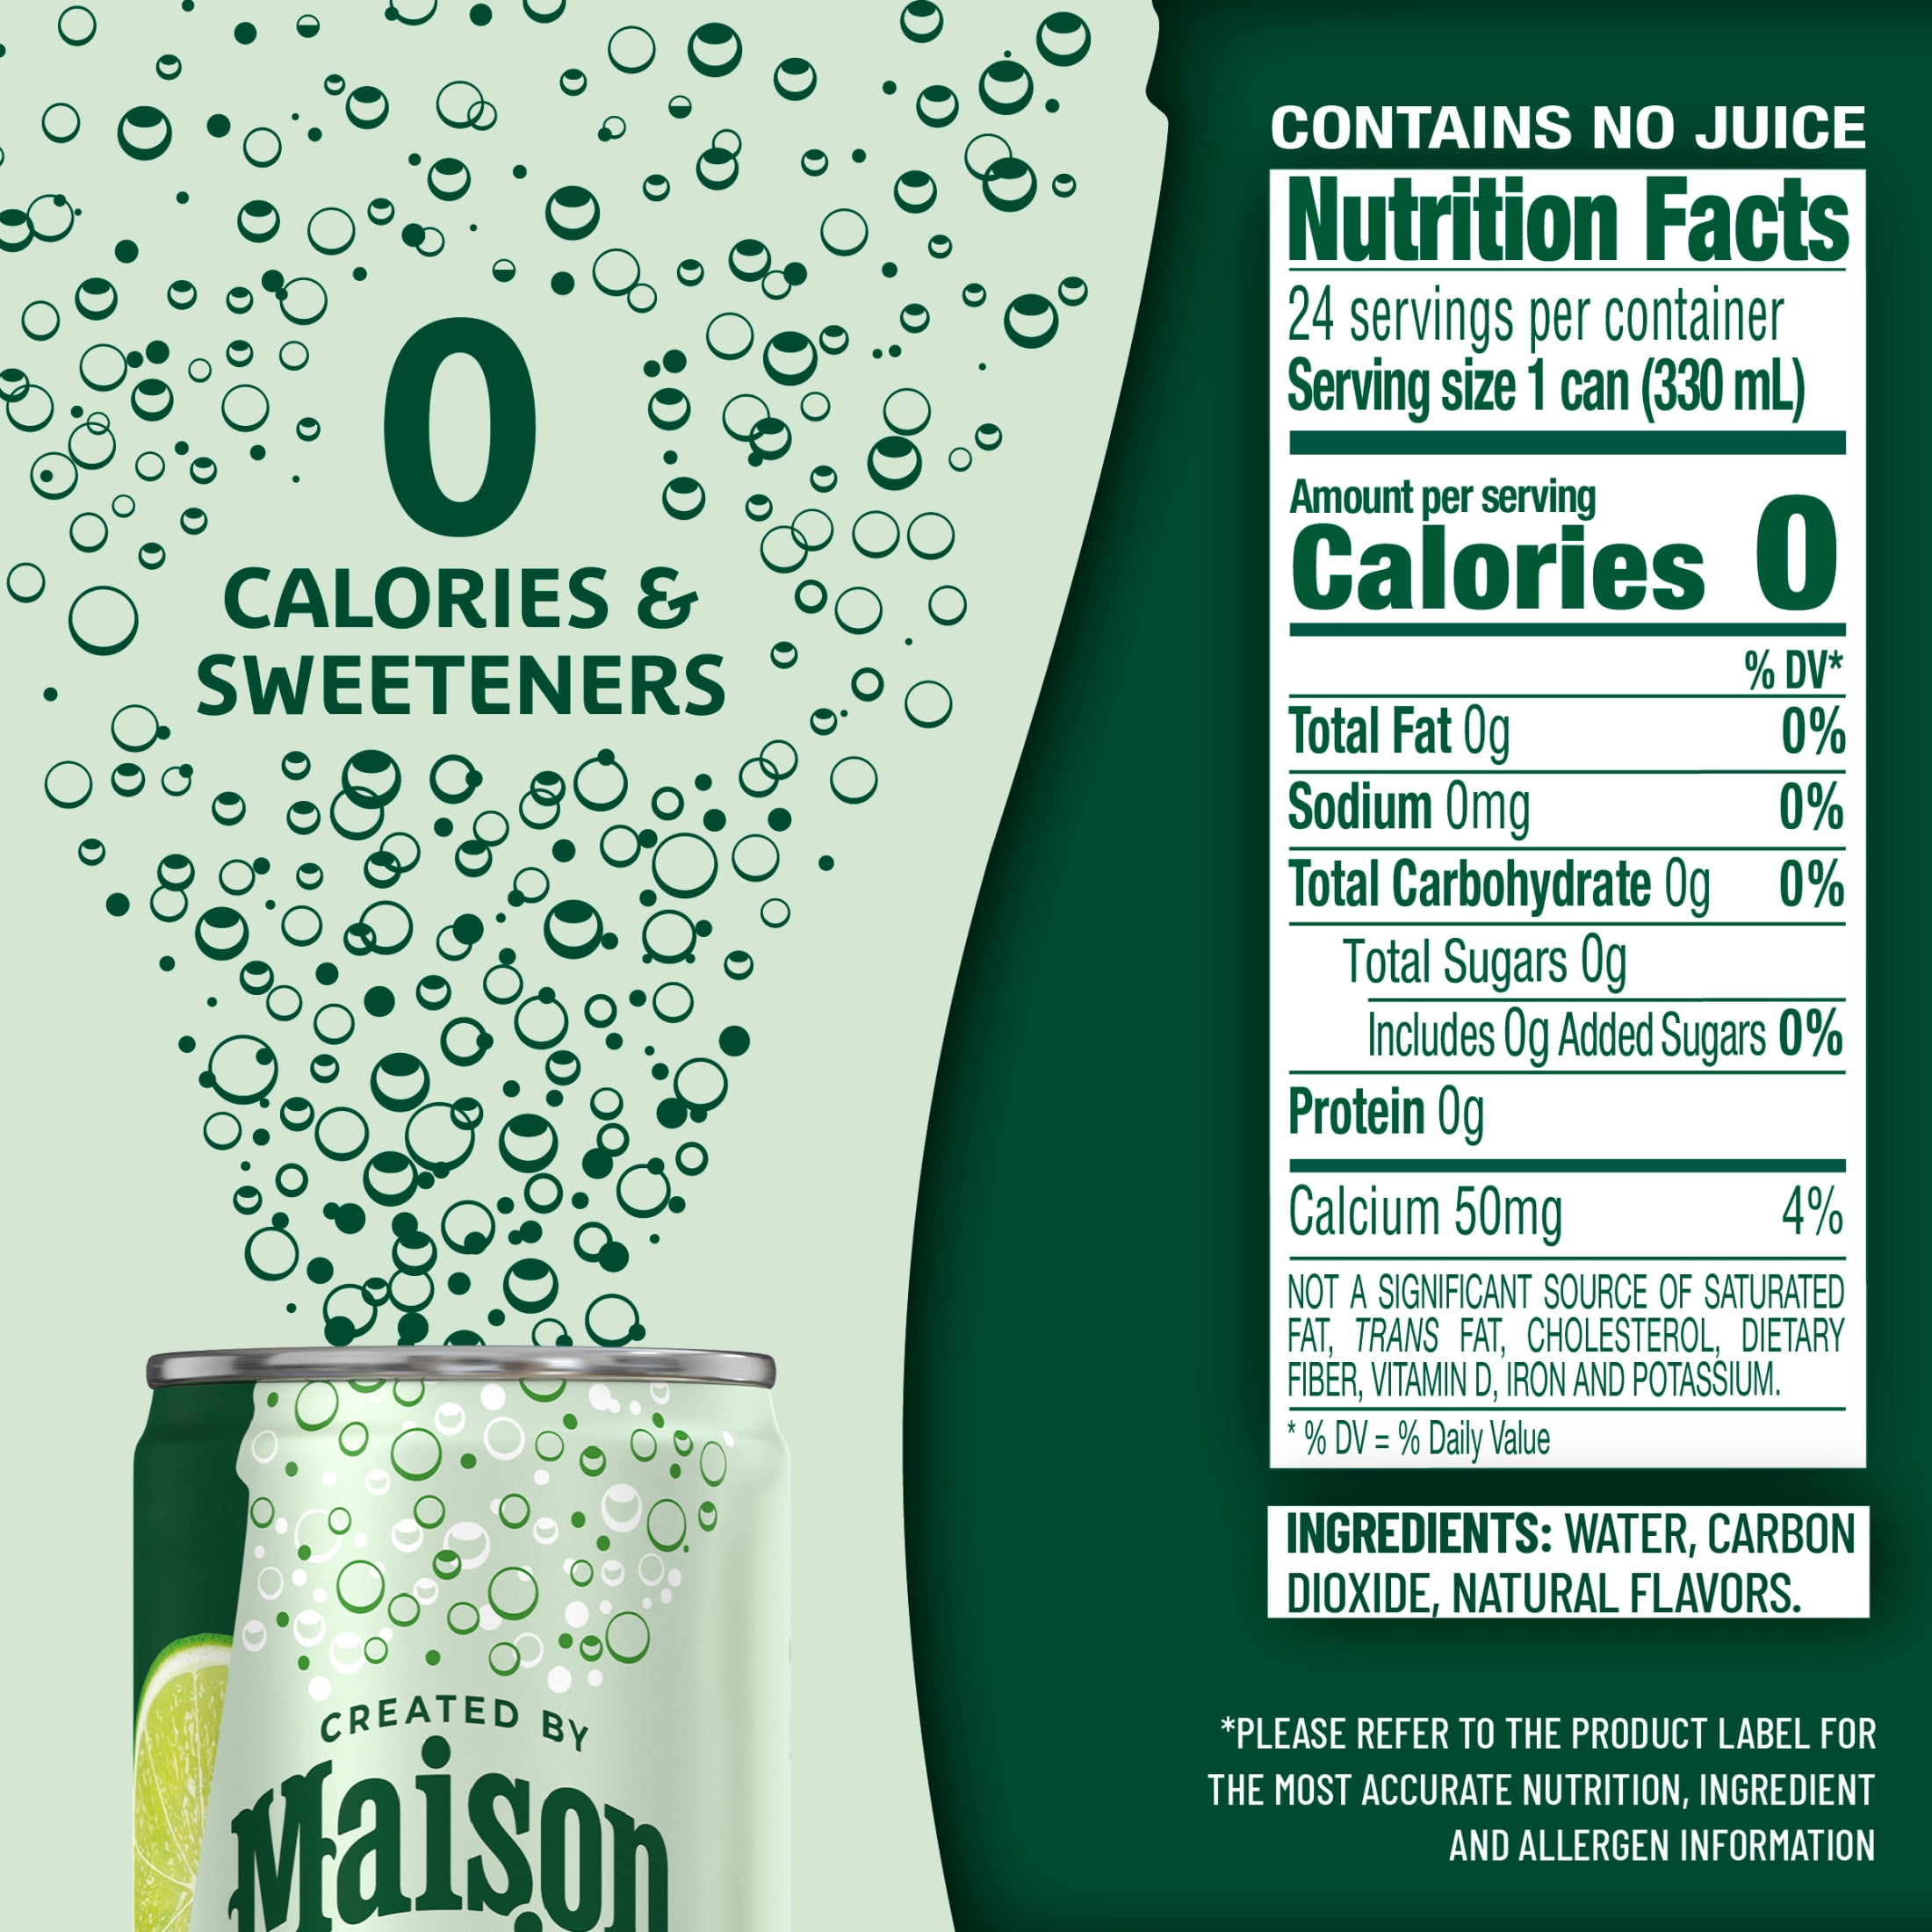 0
CALORIES &
SWEETENERS
CREATED BY
Maison
CONTAINS NO JUICE
Nutrition Facts
24 servings per container
Serving size 1 can (330 mL)
Amount per serving
Calories 0
% DV*
Total Fat 0g 0%
Sodium 0mg 0%
Total Carbohydrate 0g 0%
Total Sugars 0g
Includes 0g Added Sugars 0%
Protein 0g
Calcium 50mg 4%
NOT A SIGNIFICANT SOURCE OF SATURATED
FAT, TRANS FAT, CHOLESTEROL, DIETARY
FIBER, VITAMIN D, IRON AND POTASSIUM.
* % DV = % Daily Value
INGREDIENTS: WATER, CARBON
DIOXIDE, NATURAL FLAVORS.
*PLEASE REFER TO THE PRODUCT LABEL FOR
THE MOST ACCURATE NUTRITION, INGREDIENT
AND ALLERGEN INFORMATION